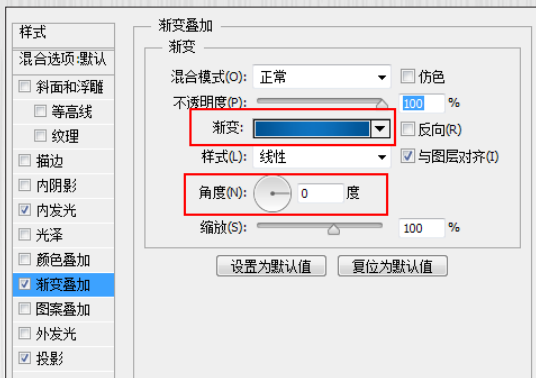 样式
混合选项:默认
斜面和浮雕
等高线
纹理
描边
内阴影
内发光
光泽
颜色叠加
渐变叠加
图案叠加
外发光
投影
渐变叠加
渐变
混合模式(O): 正常 仿色
不透明度(P): 100 %
渐变: 反向(R)
样式(L): 线性 与图层对齐(I)
角度(N): 0 度
缩放(S): 100 %
设置为默认值 复位为默认值